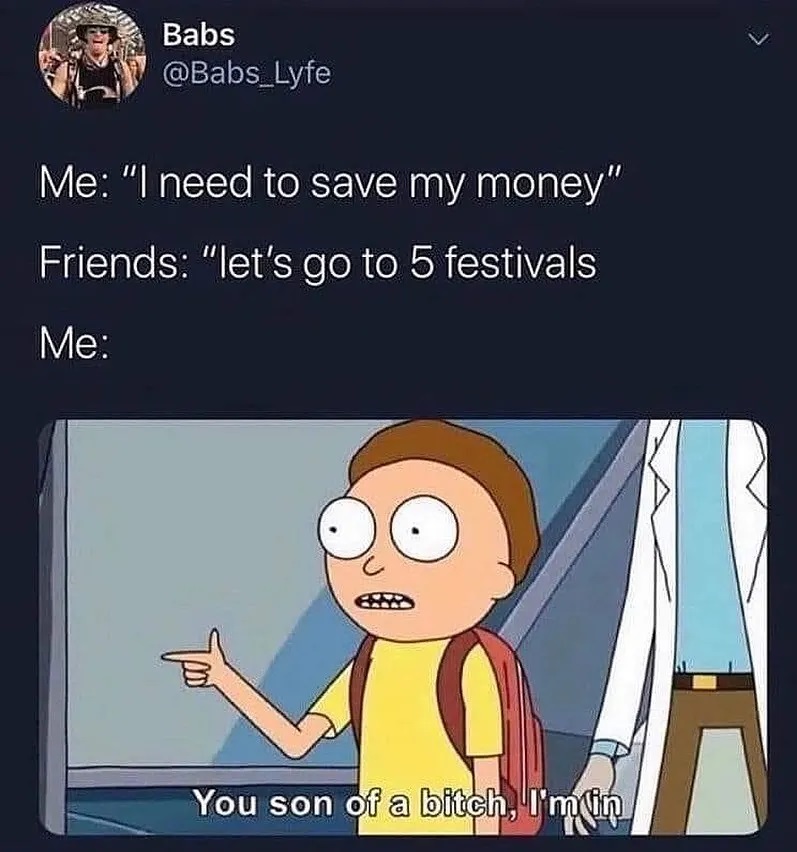 Babs
@Babs_Lyfe
Me: "I need to save my money"
Friends: "let's go to 5 festivals
Me:
You son of a bitch, I'm in